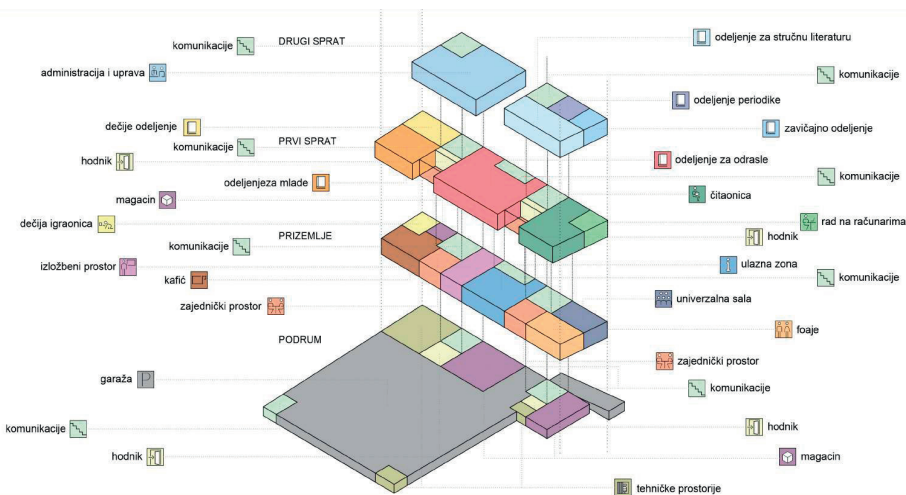 odeljenje za stručnu literaturu
komunikacije
DRUGI SPRAT
administracija i uprava
komunikacije
odeljenje periodike
dečije odeljenje
zavičajno odeljenje
komunikacije
PRVI SPRAT
hodnik
odeljenje za odrasle
komunikacije
odeljenjeza mlade
čitaonica
magacin
dečija igraonica
rad na računarima
hodnik
komunikacije
PRIZEMLJE
izložbeni prostor
ulazna zona
kafić
komunikacije
univerzalna sala
zajednički prostor
foaje
PODRUM
zajednički prostor
garaža
P
komunikacije
komunikacije
hodnik
hodnik
magacin
tehničke prostorije